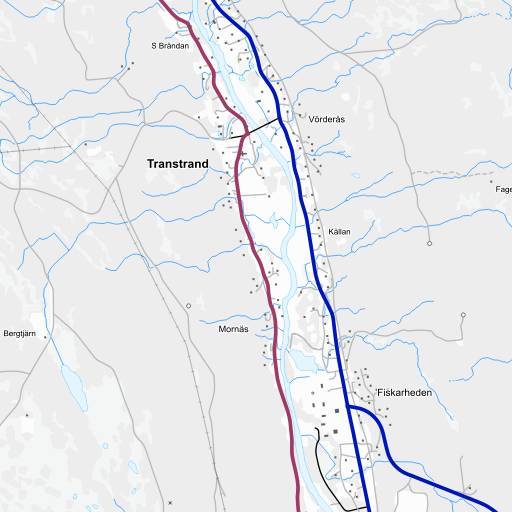 S Brändan
Vörderås
Transtrand
Fage
Källan
Mornäs
Bergtjärn
Fiskarheden